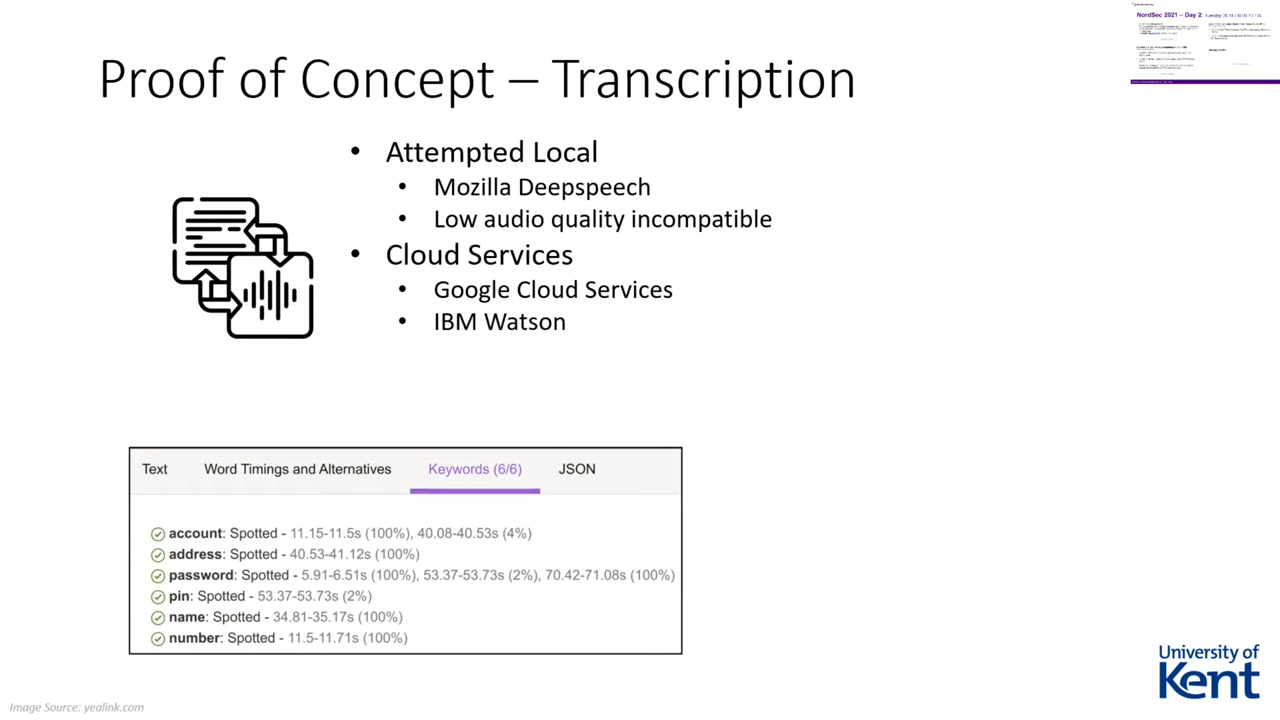 NordSec 2021 – Day 2:
Proof of Concept – Transcription
• Attempted Local
• Mozilla Deepspeech
• Low audio quality incompatible
• Cloud Services
• Google Cloud Services
• IBM Watson
Text Word Timings and Alternatives Keywords (6/6) JSON
account: Spotted - 11.15-11.5s (100%), 40.08-40.53s (4%)
address: Spotted - 40.53-41.12s (100%)
password: Spotted - 5.91-6.51s (100%), 53.37-53.73s (2%), 70.42-71.08s (100%)
pin: Spotted - 53.37-53.73s (2%)
name: Spotted - 34.81-35.17s (100%)
number: Spotted - 11.5-11.71s (100%)
University of
Kent
Image Source: yealink.com